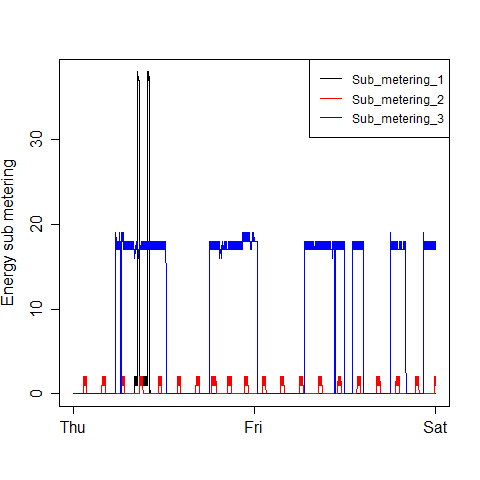 Sub_metering_1
Sub_metering_2
Sub_metering_3
Energy sub metering
30
20
10
0
Thu
Fri
Sat